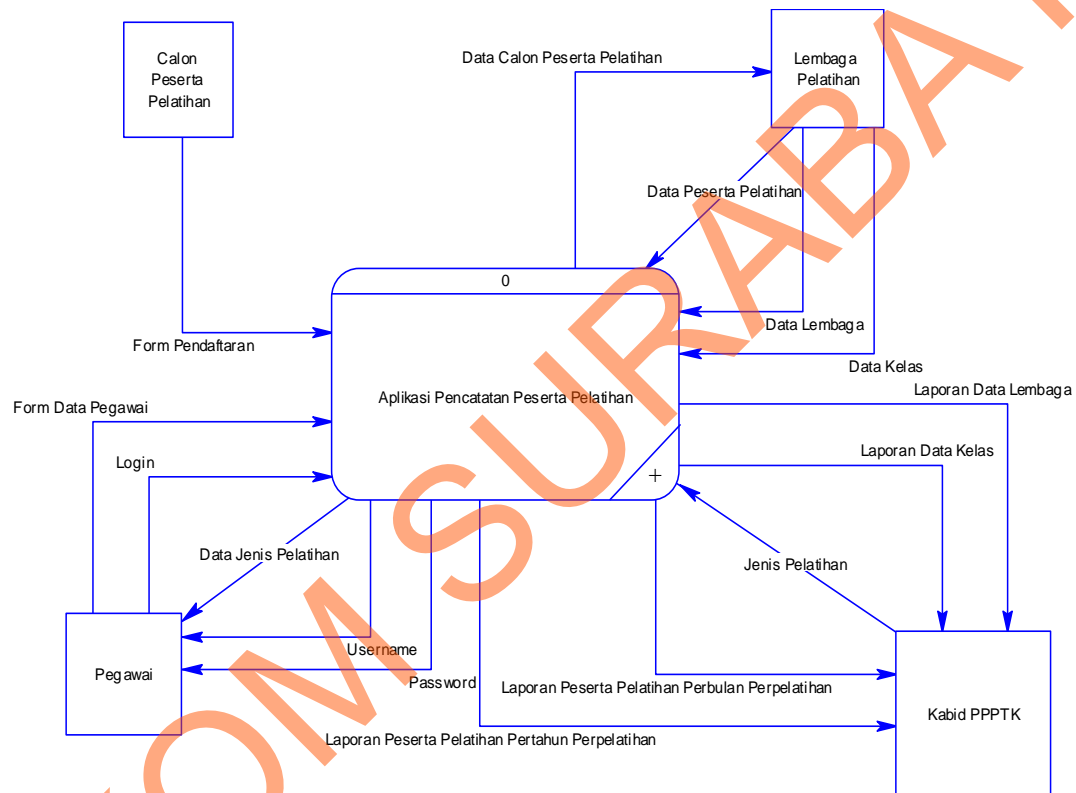 Calon
Peserta
Pelatihan
Data Calon Peserta Pelatihan
Lembaga
Pelatihan
Data Peserta Pelatihan
0
Data Lembaga
Form Pendaftaran
Data Kelas
Laporan Data Lembaga
Aplikasi Pencatatan Peserta Pelatihan
Form Data Pegawai
Laporan Data Kelas
Login
+
Data Jenis Pelatihan
Jenis Pelatihan
Username
Pegawai
Password
Laporan Peserta Pelatihan Perbulan Perpelatihan
Kabid PPPTK
Laporan Peserta Pelatihan Pertahun Perpelatihan
OM SURABA